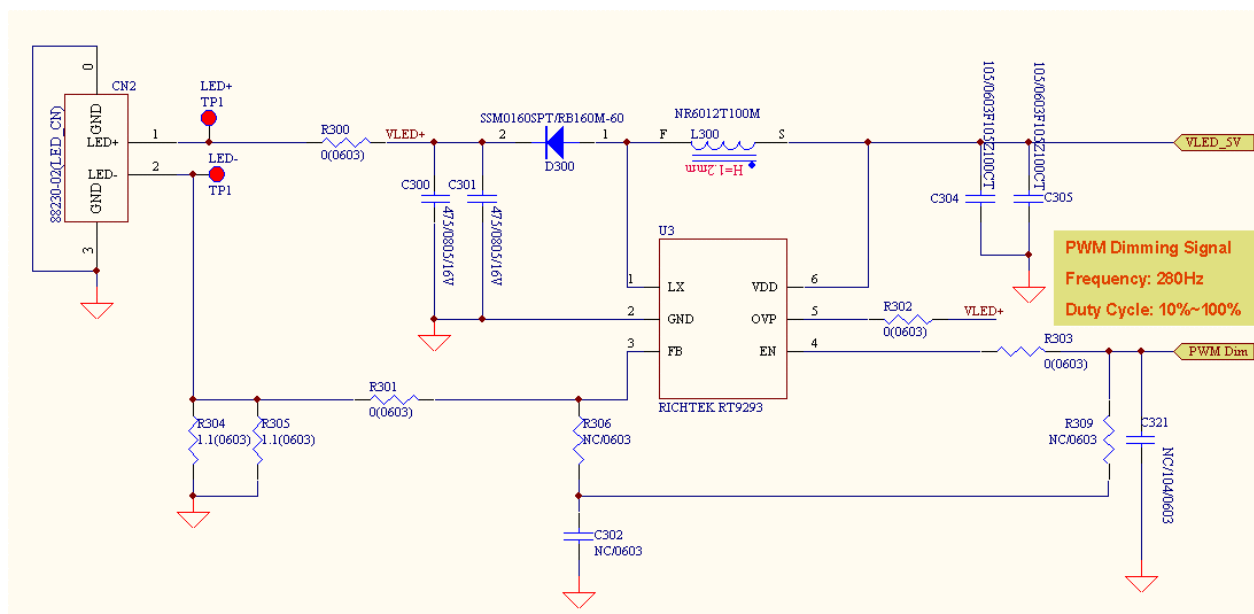 0
CN2
GND
LED+
LED-
GND
88230-02(LED_CN)
3
1
2
LED+
TP1
LED-
TP1
R300
0(0603)
VLED+
C300
475/0805/16V
C301
475/0805/16V
SSM0160SPT/RB160M-60
2
1
D300
NR6012T100M
F
L300
S
H=1.2mm
105/0603F105Z100CT
C304
105/0603F105Z100CT
C305
VLED_5V
U3
1
LX
VDD
6
2
GND
OVP
5
3
FB
EN
4
RICHTEK RT9293
R302
0(0603)
VLED+
R303
0(0603)
PWM Dimming Signal
Frequency: 280Hz
Duty Cycle: 10%~100%
PWM Dim
R301
0(0603)
R304
1.1(0603)
R305
1.1(0603)
R306
NC/0603
R309
NC/0603
C321
NC/104/0603
C302
NC/0603